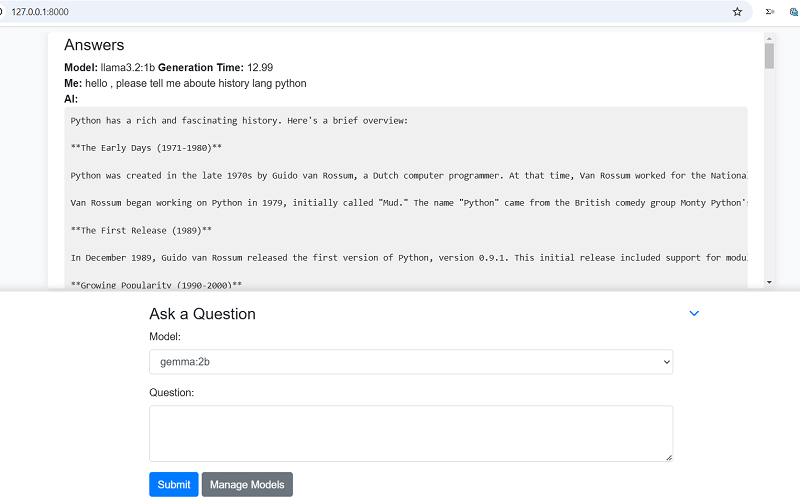 127.0.0.1:8000
Answers
Model: llama3.2:1b Generation Time: 12.99
Me: hello , please tell me aboute history lang python
AI:
Python has a rich and fascinating history. Here's a brief overview:
**The Early Days (1971-1980)**
Python was created in the late 1970s by Guido van Rossum, a Dutch computer programmer. At that time, Van Rossum worked for the National
Van Rossum began working on Python in 1979, initially called "Mud." The name "Python" came from the British comedy group Monty Python's
**The First Release (1989)**
In December 1989, Guido van Rossum released the first version of Python, version 0.9.1. This initial release included support for modu
**Growing Popularity (1990-2000)**
Ask a Question
Model:
gemma:2b
Question:
Submit
Manage Models